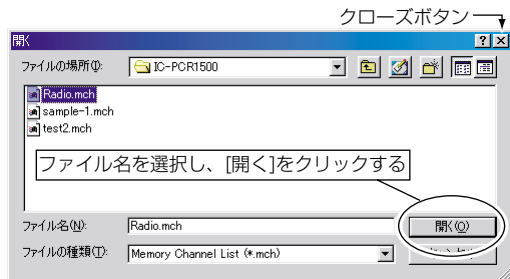 クローズボタン
開く
ファイルの場所(I):
IC-PCR1500
Radio.mch
sample-1.mch
test2.mch
ファイル名を選択し、[開く]をクリックする
ファイル名(N):
Radio.mch
開く(O)
ファイルの種類(T):
Memory Channel List (*.mch)